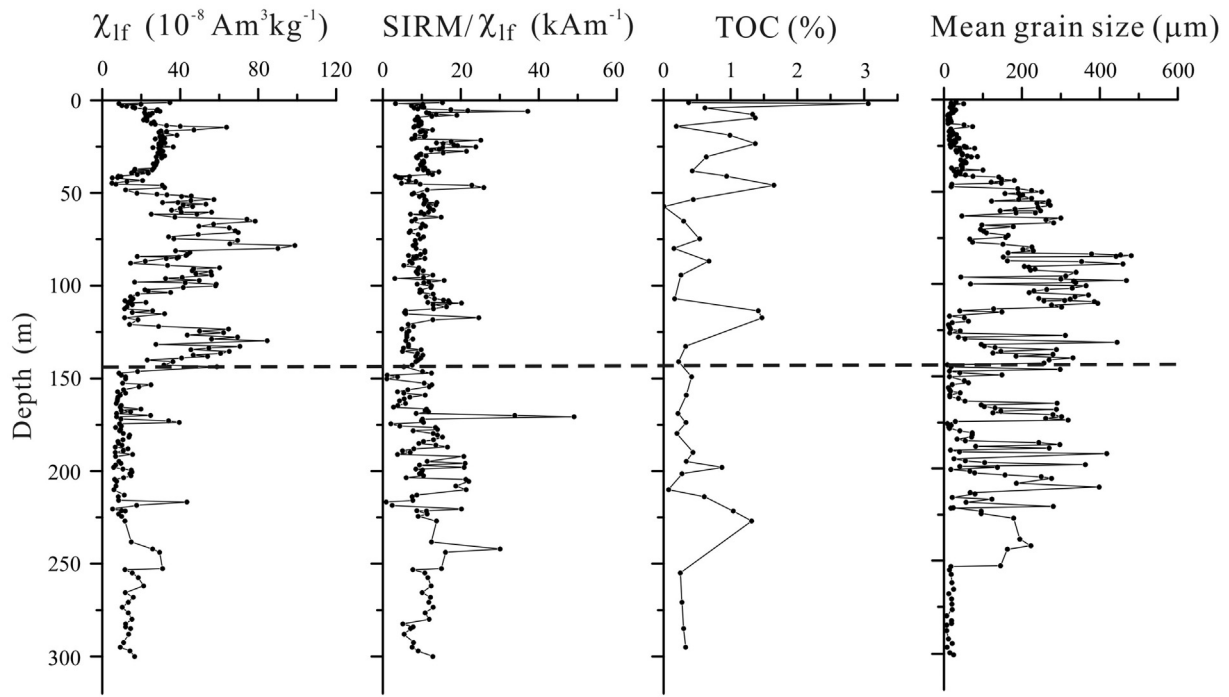 χlf (10⁻⁸ Am³kg⁻¹) SIRM/χlf (kAm⁻¹) TOC (%) Mean grain size (μm)
0 40 80 120 0 20 40 60 0 1 2 3 0 200 400 600
0
50
100
150
200
250
300
Depth (m)